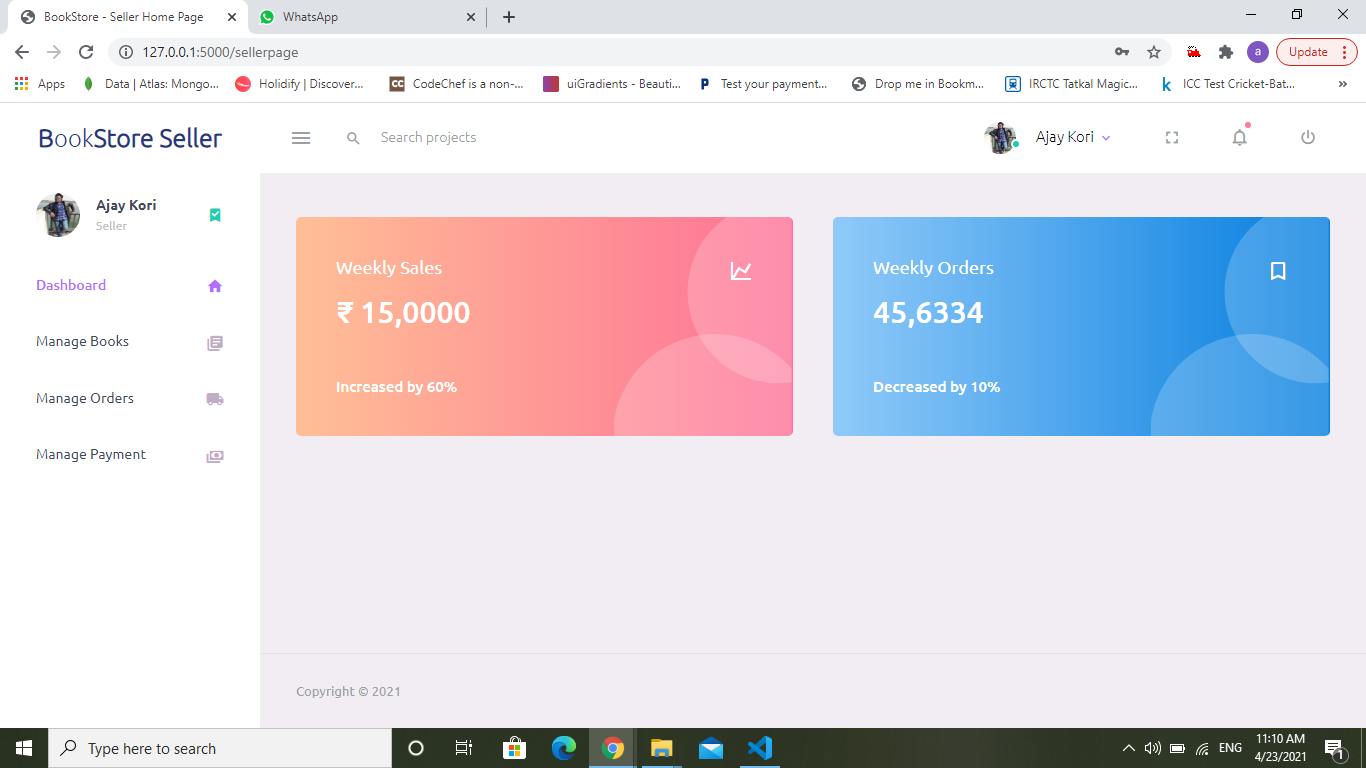 BookStore - Seller Home Page
WhatsApp
127.0.0.1:5000/sellerpage
a
Update
Apps
Data | Atlas: Mongo...
Holidify | Discover...
CC
CodeChef is a non-...
uiGradients - Beauti...
P
Test your payment...
Drop me in Bookm...
IRCTC Tatkal Magic...
k
ICC Test Cricket-Bat...
»
BookStore Seller
Search projects
Ajay Kori
Ajay Kori
Seller
Dashboard
Manage Books
Manage Orders
Manage Payment
Weekly Sales
₹ 15,0000
Increased by 60%
Weekly Orders
45,6334
Decreased by 10%
Copyright © 2021
Type here to search
ENG
11:10 AM
4/23/2021
1